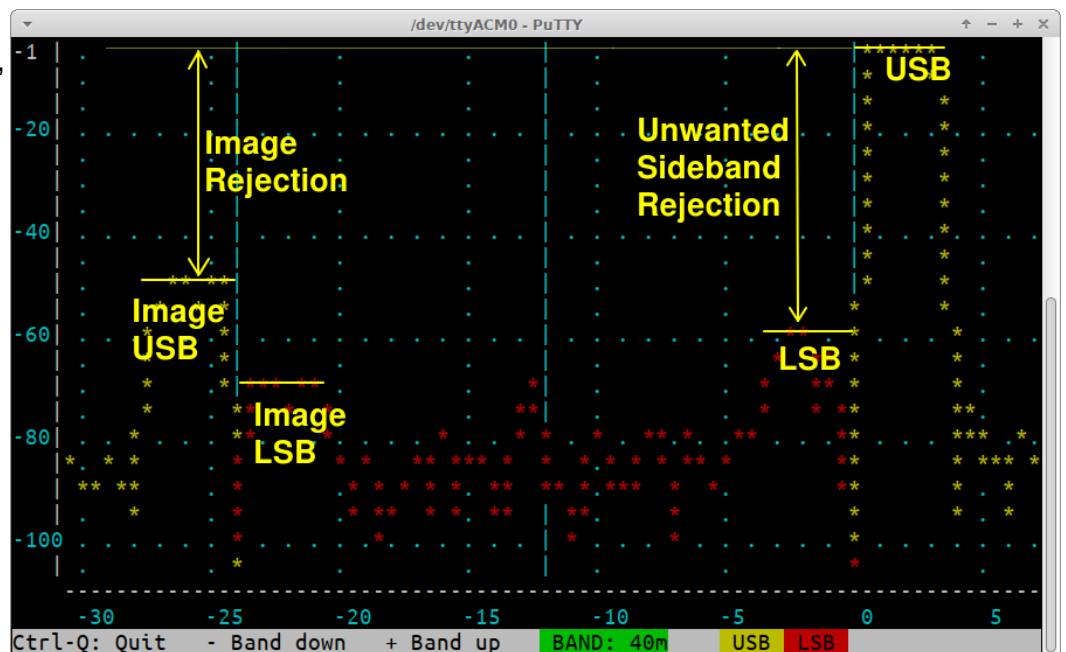 /dev/ttyACM0 - PuTTY
-1
USB
-20
Image
Rejection
Unwanted
Sideband
Rejection
-40
Image
USB
-60
LSB
Image
LSB
-80
-100
-30 -25 -20 -15 -10 -5 0 5
Ctrl-Q: Quit - Band down + Band up BAND: 40m USB LSB